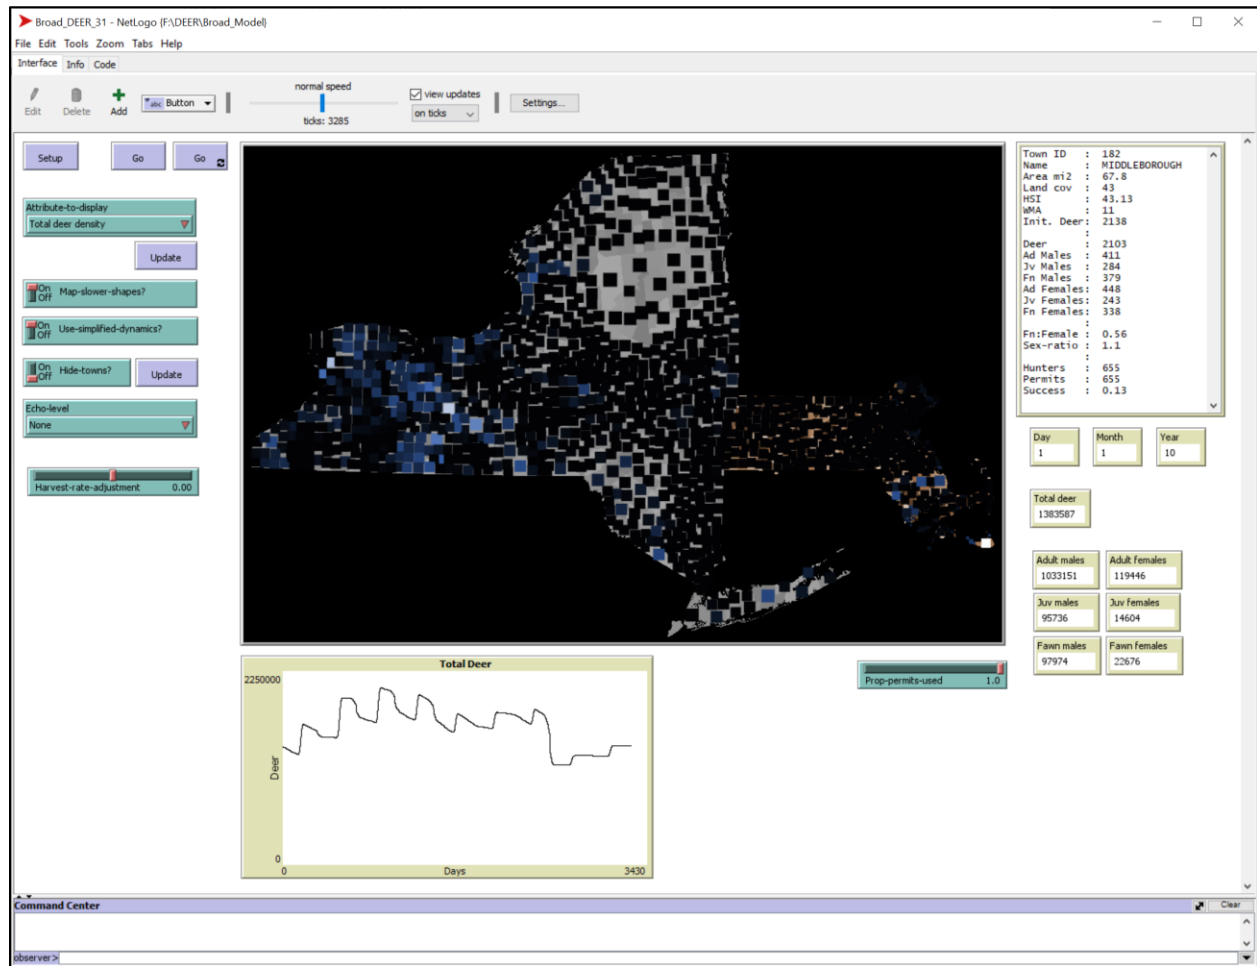 Broad_DEER_31 - NetLogo {F:\DEER\Broad_Model}
File Edit Tools Zoom Tabs Help
Interface Info Code
Edit Delete Add abc Button
normal speed
ticks: 3285
view updates
on ticks
Settings...
Setup Go Go
Attribute-to-display
Total deer density
Update
On
Off
Map-slower-shapes?
On
Off
Use-simplified-dynamics?
On
Off
Hide-towns?
Update
Echo-level
None
Harvest-rate-adjustment 0.00
Town ID : 182
Name : MIDDLEBOROUGH
Area mi2 : 67.8
Land cov : 43
HSI : 43.13
WMA : 11
Init. Deer: 2138
:
Deer : 2103
Ad Males : 411
Jv Males : 284
Fn Males : 379
Ad Females: 448
Jv Females: 243
Fn Females: 338
:
Fn:Female : 0.56
Sex-ratio : 1.1
:
Hunters : 655
Permits : 655
Success : 0.13
Day Month Year
1 1 10
Total deer
1383587
Adult males Adult females
1033151 119446
Juv males Juv females
95736 14604
Fawn males Fawn females
97974 22676
Prop-permits-used 1.0
Total Deer
2250000
Deer
0
0 Days 3430
Command Center
Clear
observer>